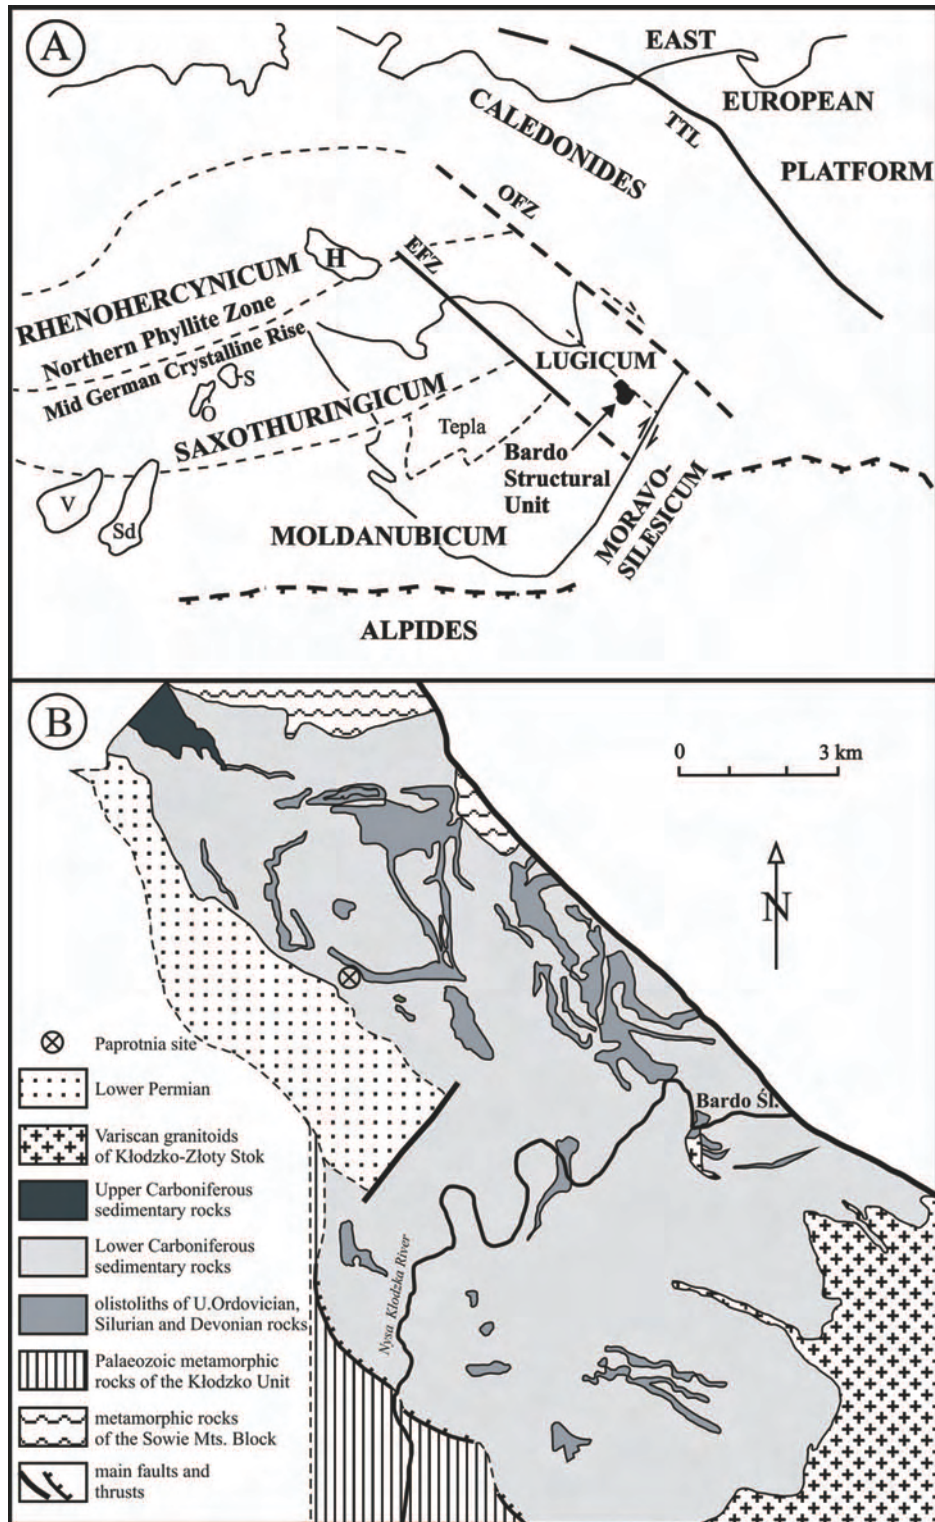 A
EAST
EUROPEAN
PLATFORM
CALEDONIDES
TTL
OFZ
EFZ
H
RHENOHERCYNICUM
Northern Phyllite Zone
Mid German Crystalline Rise
S
O
SAXOTHURINGICUM
LUGICUM
Tepla
Bardo
Structural
Unit
V
Sd
MOLDANUBICUM
MORAVO-
SILESICUM
ALPIDES
B
0 3 km
N
Bardo Śl.
Nysa Kłodzka River
Paprotnia site
Lower Permian
Variscan granitoids
of Kłodzko-Złoty Stok
Upper Carboniferous
sedimentary rocks
Lower Carboniferous
sedimentary rocks
olistoliths of U.Ordovician,
Silurian and Devonian rocks
Palaeozoic metamorphic
rocks of the Kłodzko Unit
metamorphic rocks
of the Sowie Mts. Block
main faults and
thrusts